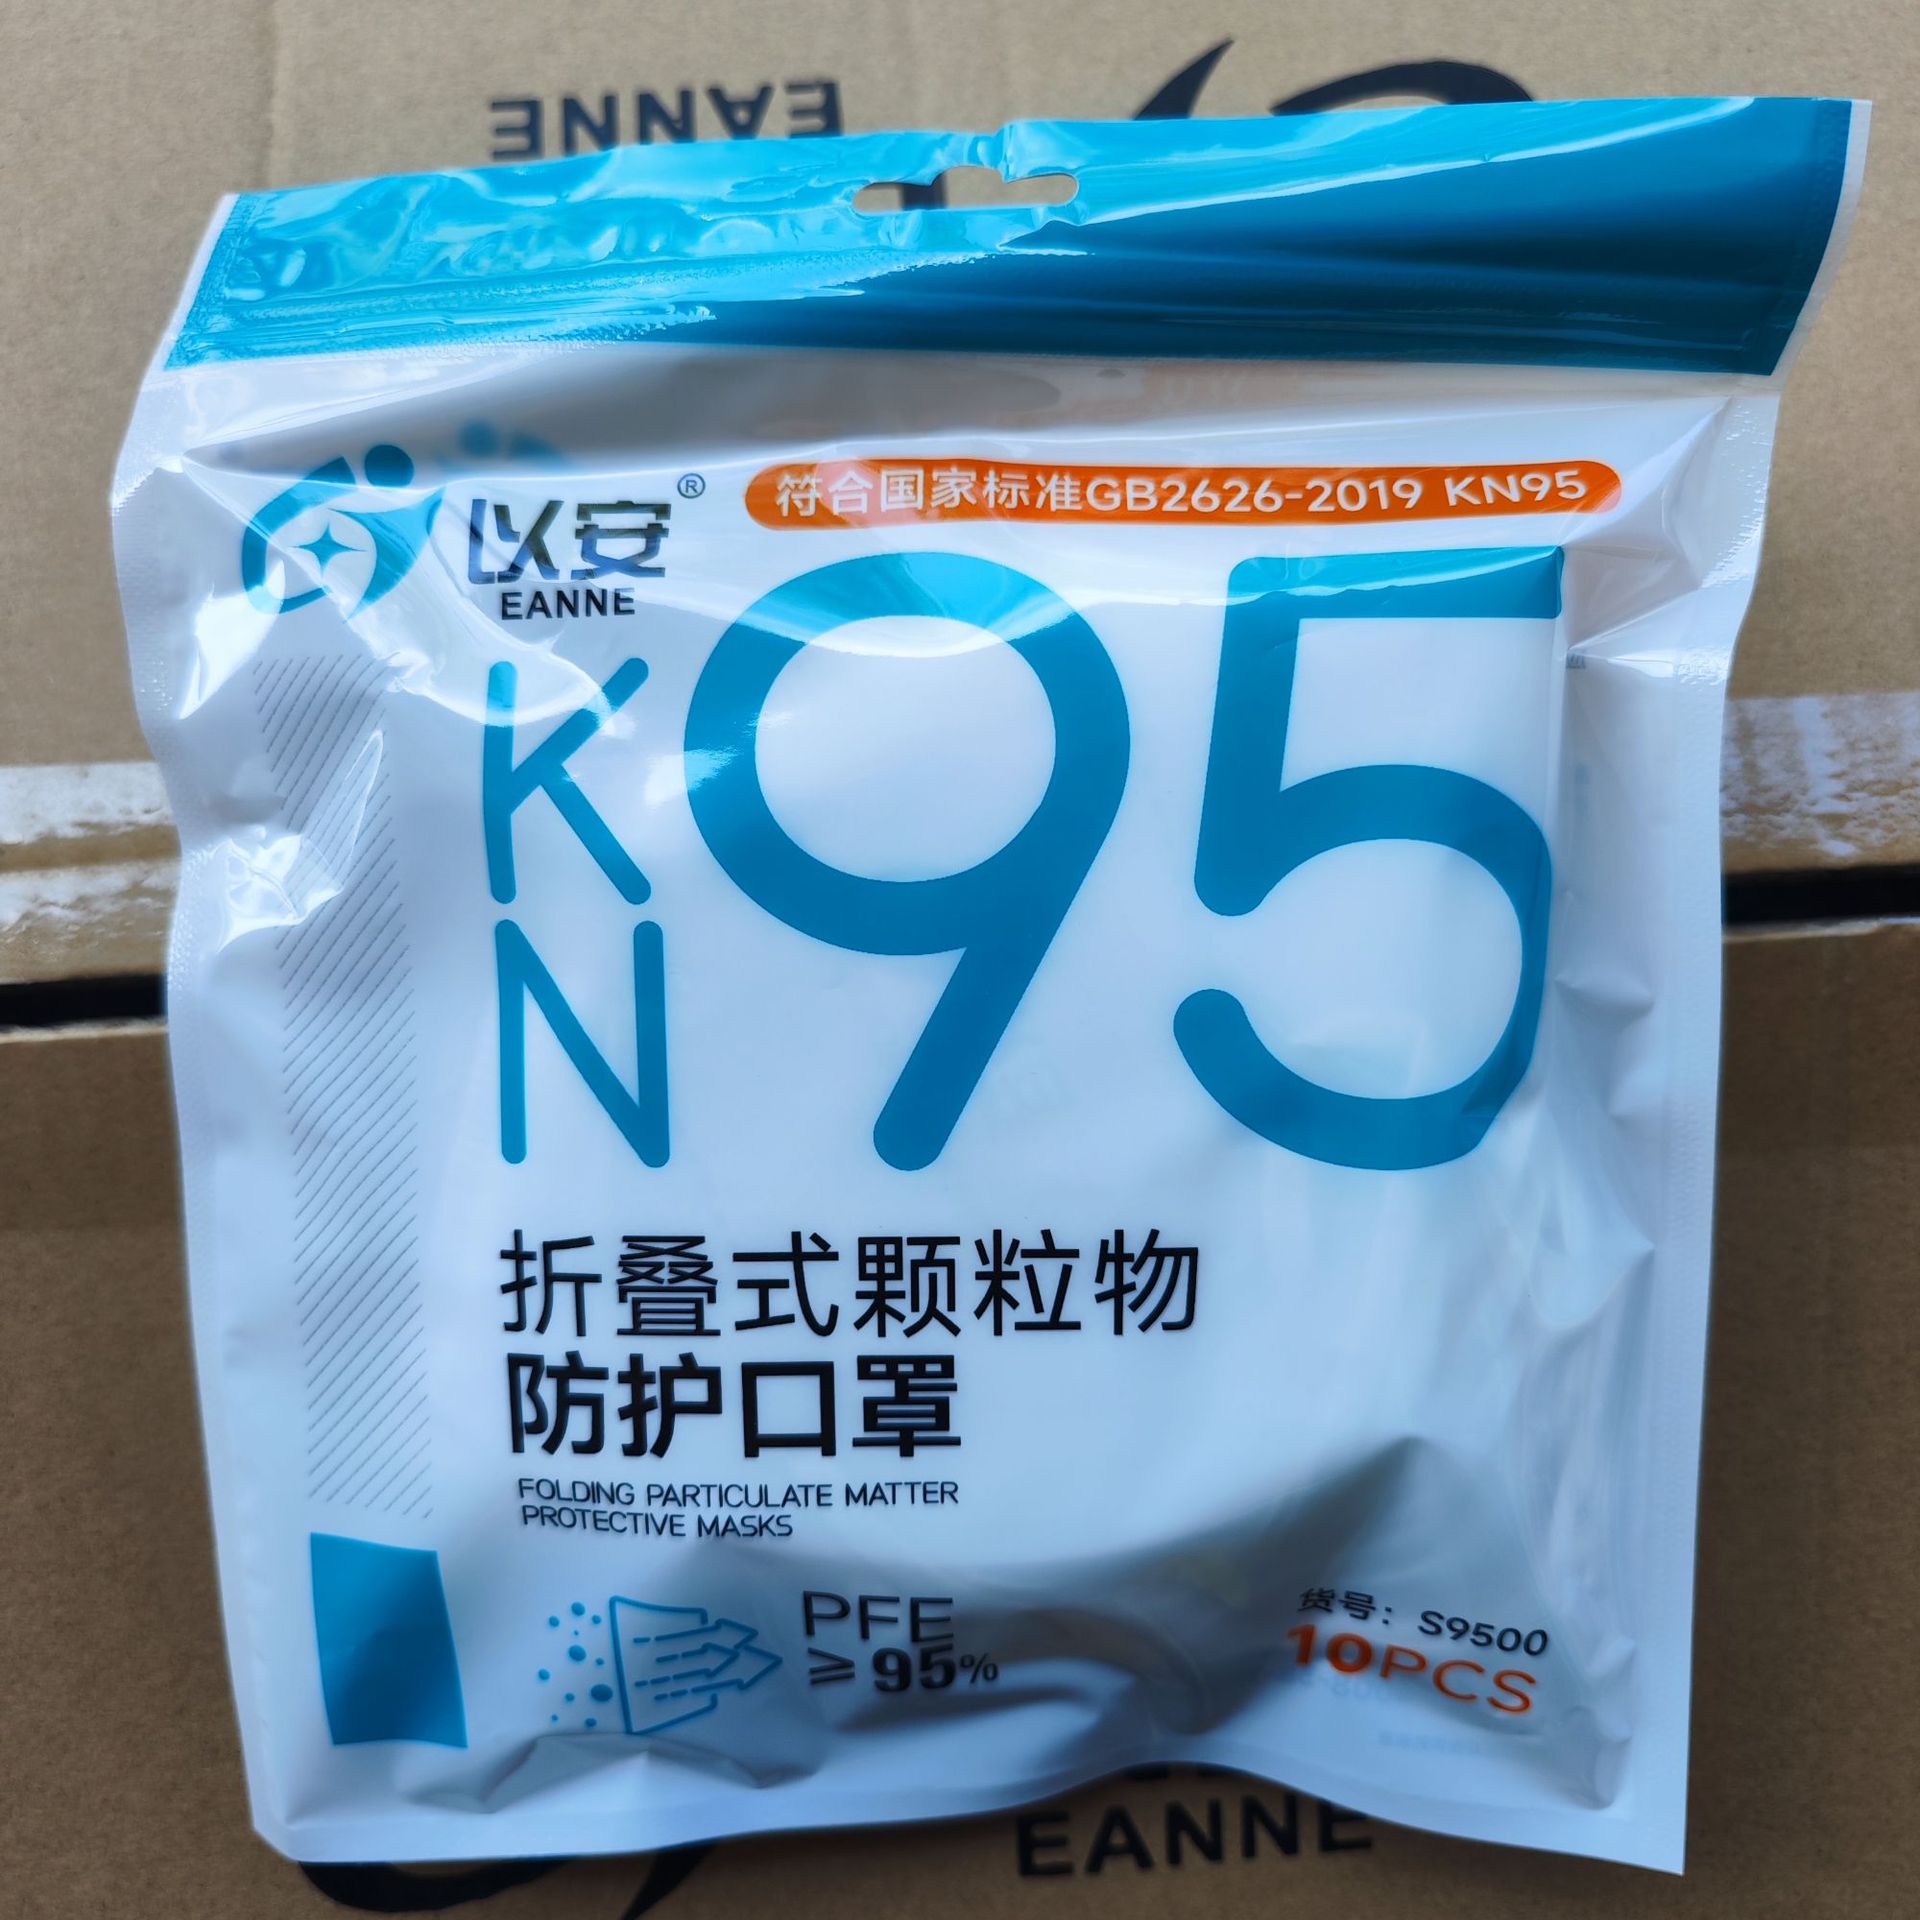 EANNE
以安®
EANNE
符合国家标准GB2626-2019 KN95
KN95
折叠式颗粒物
防护口罩
FOLDING PARTICULATE MATTER
PROTECTIVE MASKS
PFE
≥95%
货号：S9500
10PCS
EANNE